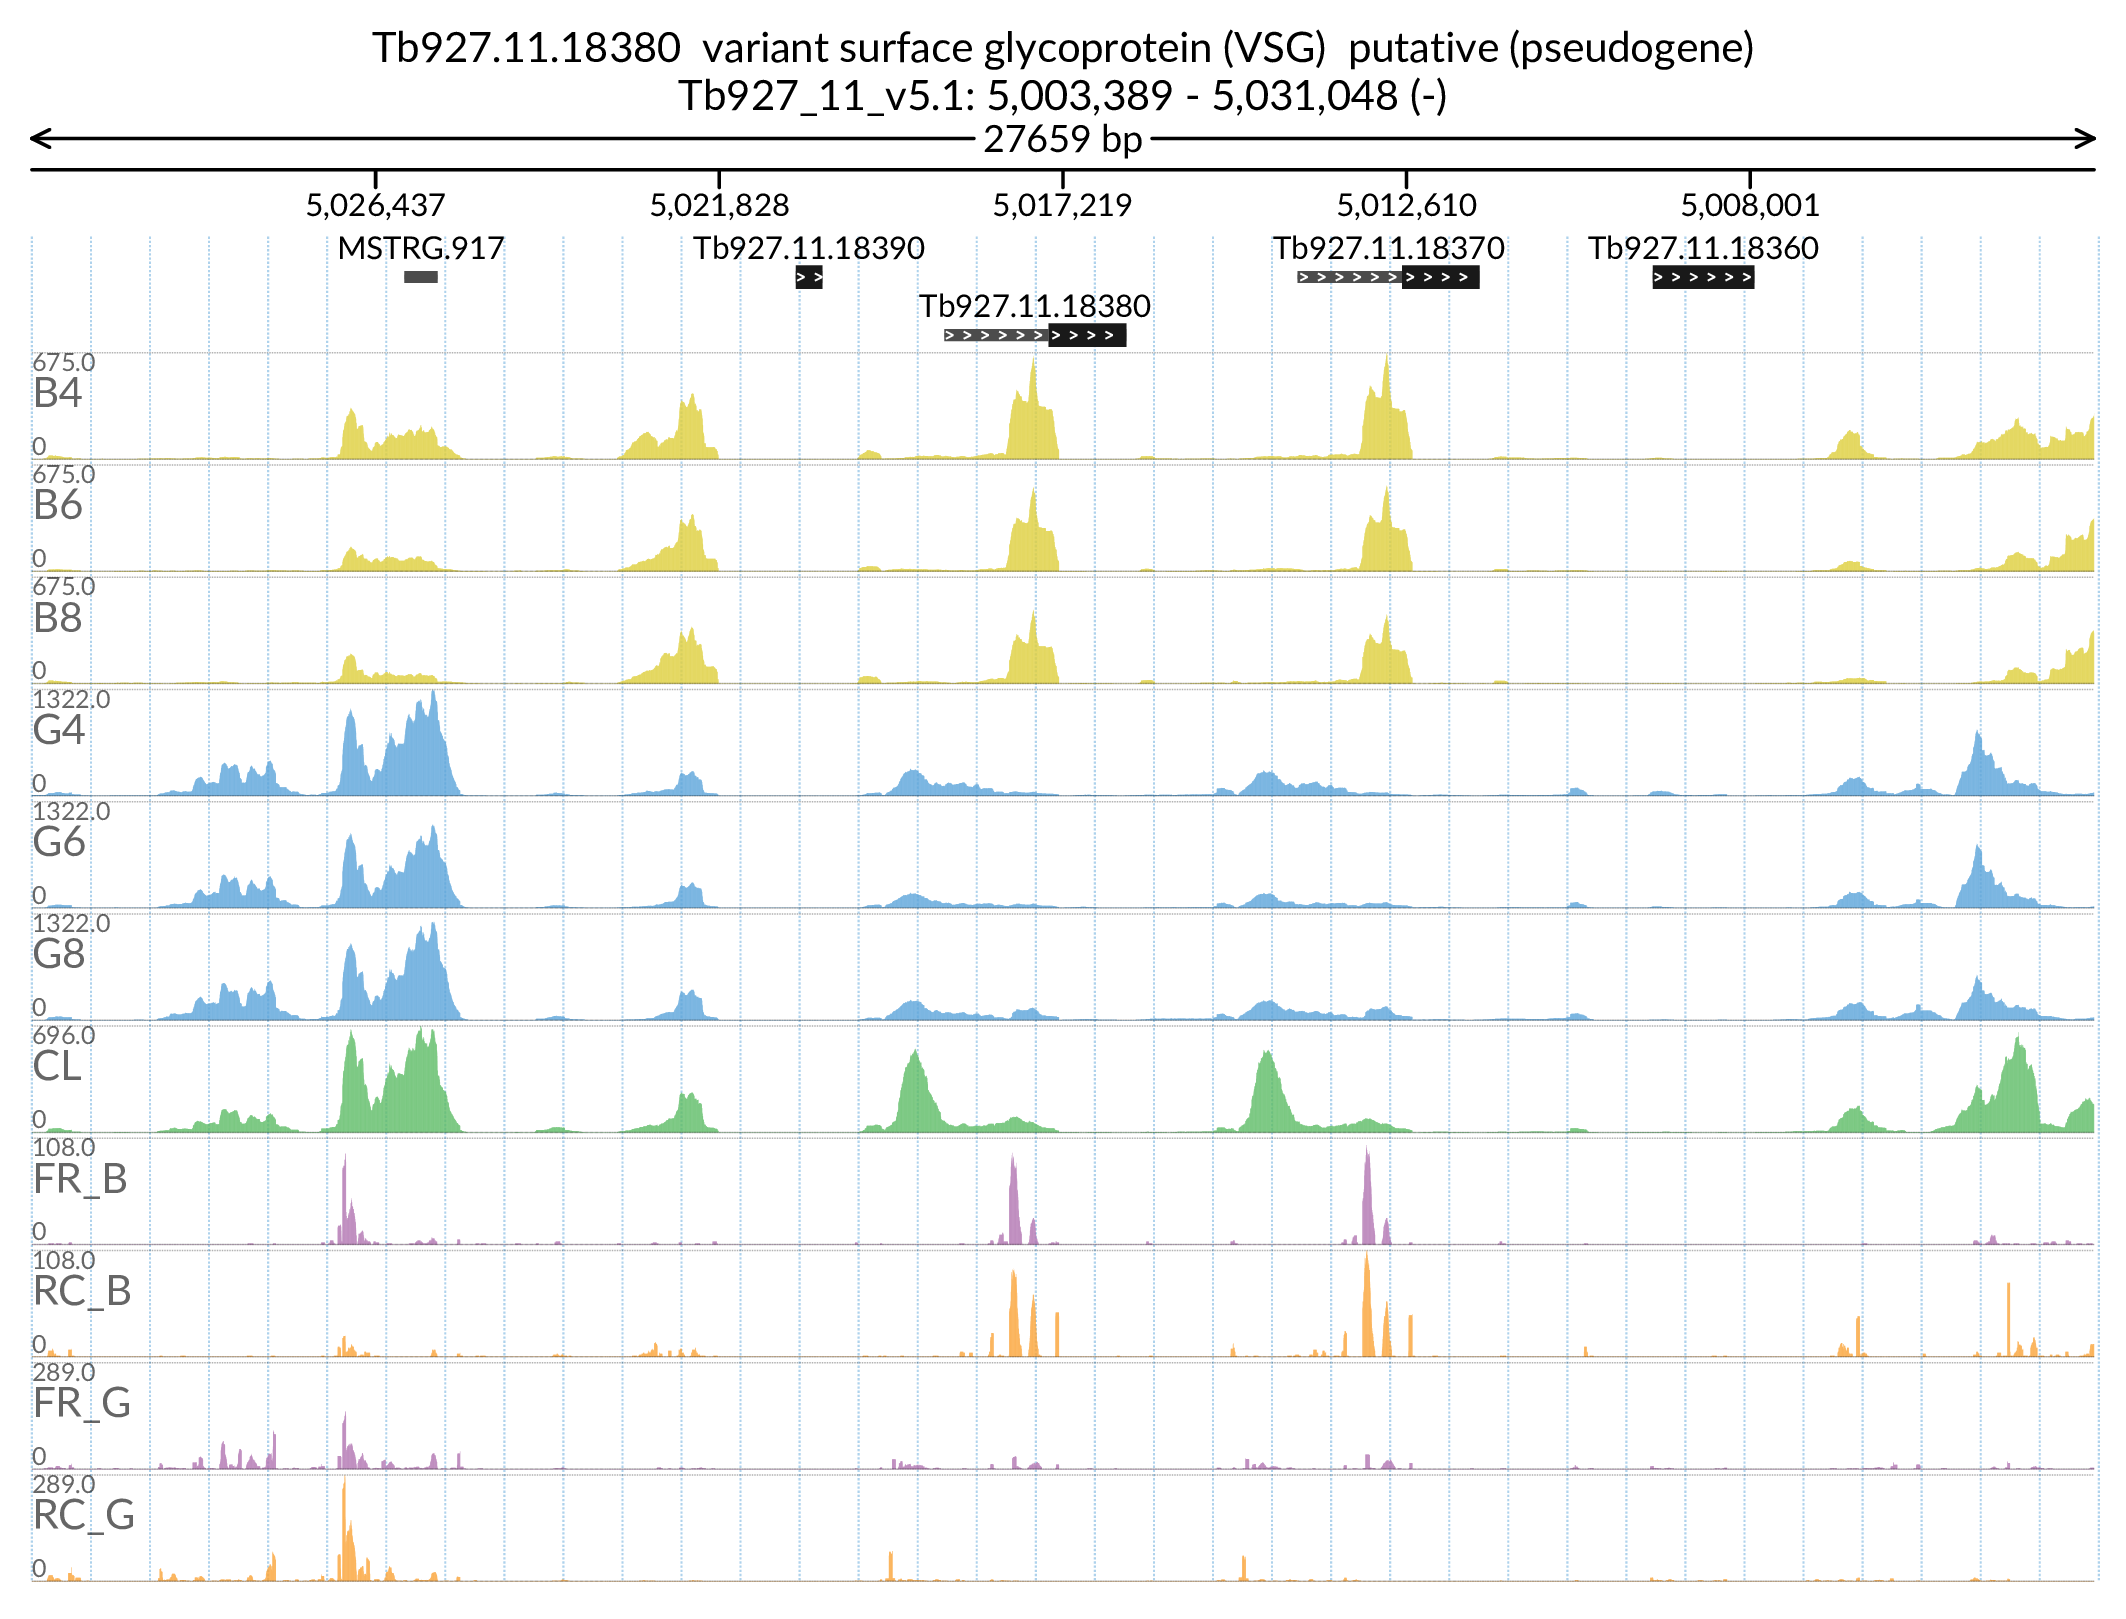 Tb927.11.18380  variant surface glycoprotein (VSG)  putative (pseudogene)
Tb927_11_v5.1: 5,003,389 - 5,031,048 (-)
27659 bp
5,026,437 5,021,828 5,017,219 5,012,610 5,008,001
MSTRG.917 Tb927.11.18390 Tb927.11.18370 Tb927.11.18360
Tb927.11.18380
675.0
B4
0
675.0
B6
0
675.0
B8
0
1322.0
G4
0
1322.0
G6
0
1322.0
G8
0
696.0
CL
0
108.0
FR_B
0
108.0
RC_B
0
289.0
FR_G
0
289.0
RC_G
0